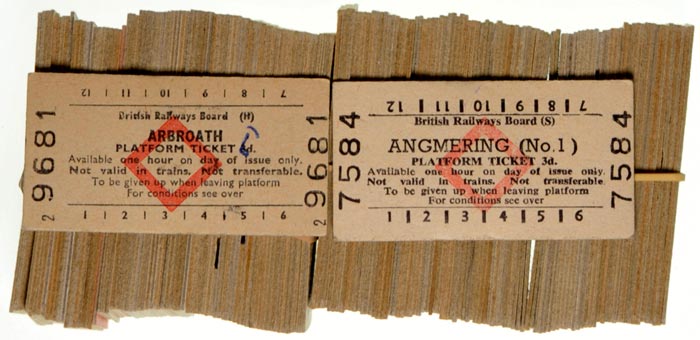 12 11 10 9 8 7
British Railways Board (H)
ARBROATH
PLATFORM TICKET
Available one hour on day of issue only.
Not valid in trains. Not transferable.
To be given up when leaving platform
For conditions see over
1 2 3 4 5 6
2 9681
2 9681
12 11 10 9 8 7
British Railways Board (S)
ANGMERING (No.1)
PLATFORM TICKET 3d.
Available one hour on day of issue only.
Not valid in trains. Not transferable.
To be given up when leaving platform
For conditions see over
1 2 3 4 5 6
7584
7584